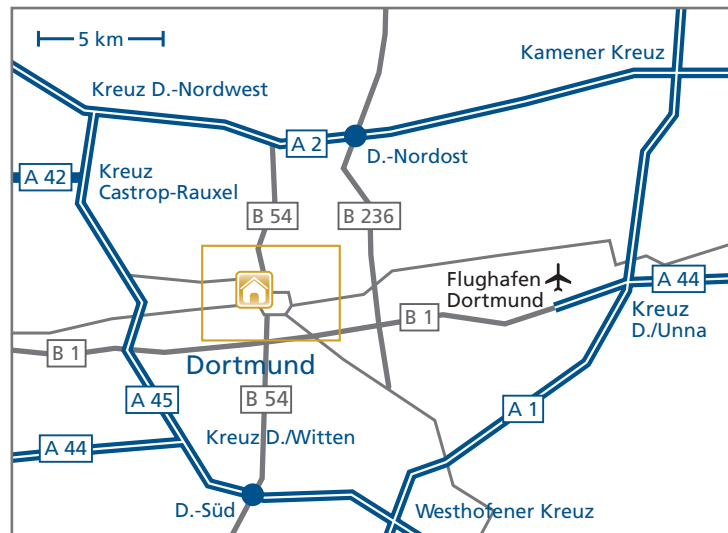 5 km
Kamener Kreuz
Kreuz D.-Nordwest
A 2
D.-Nordost
A 42
Kreuz
Castrop-Rauxel
B 54
B 236
Flughafen
Dortmund
A 44
Kreuz
D./Unna
B 1
B 1
Dortmund
A 45
B 54
A 1
Kreuz D./Witten
A 44
D.-Süd
Westhofener Kreuz